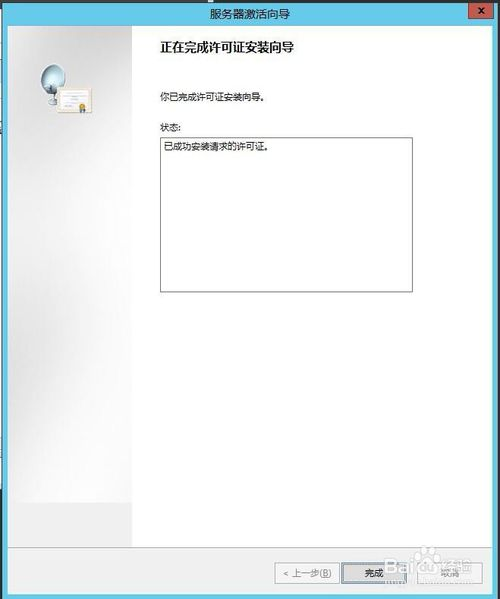 服务器激活向导
正在完成许可证安装向导
你已完成许可证安装向导。
状态:
已成功安装请求的许可证。
< 上一步(B)
完成
取消
Baidu经验